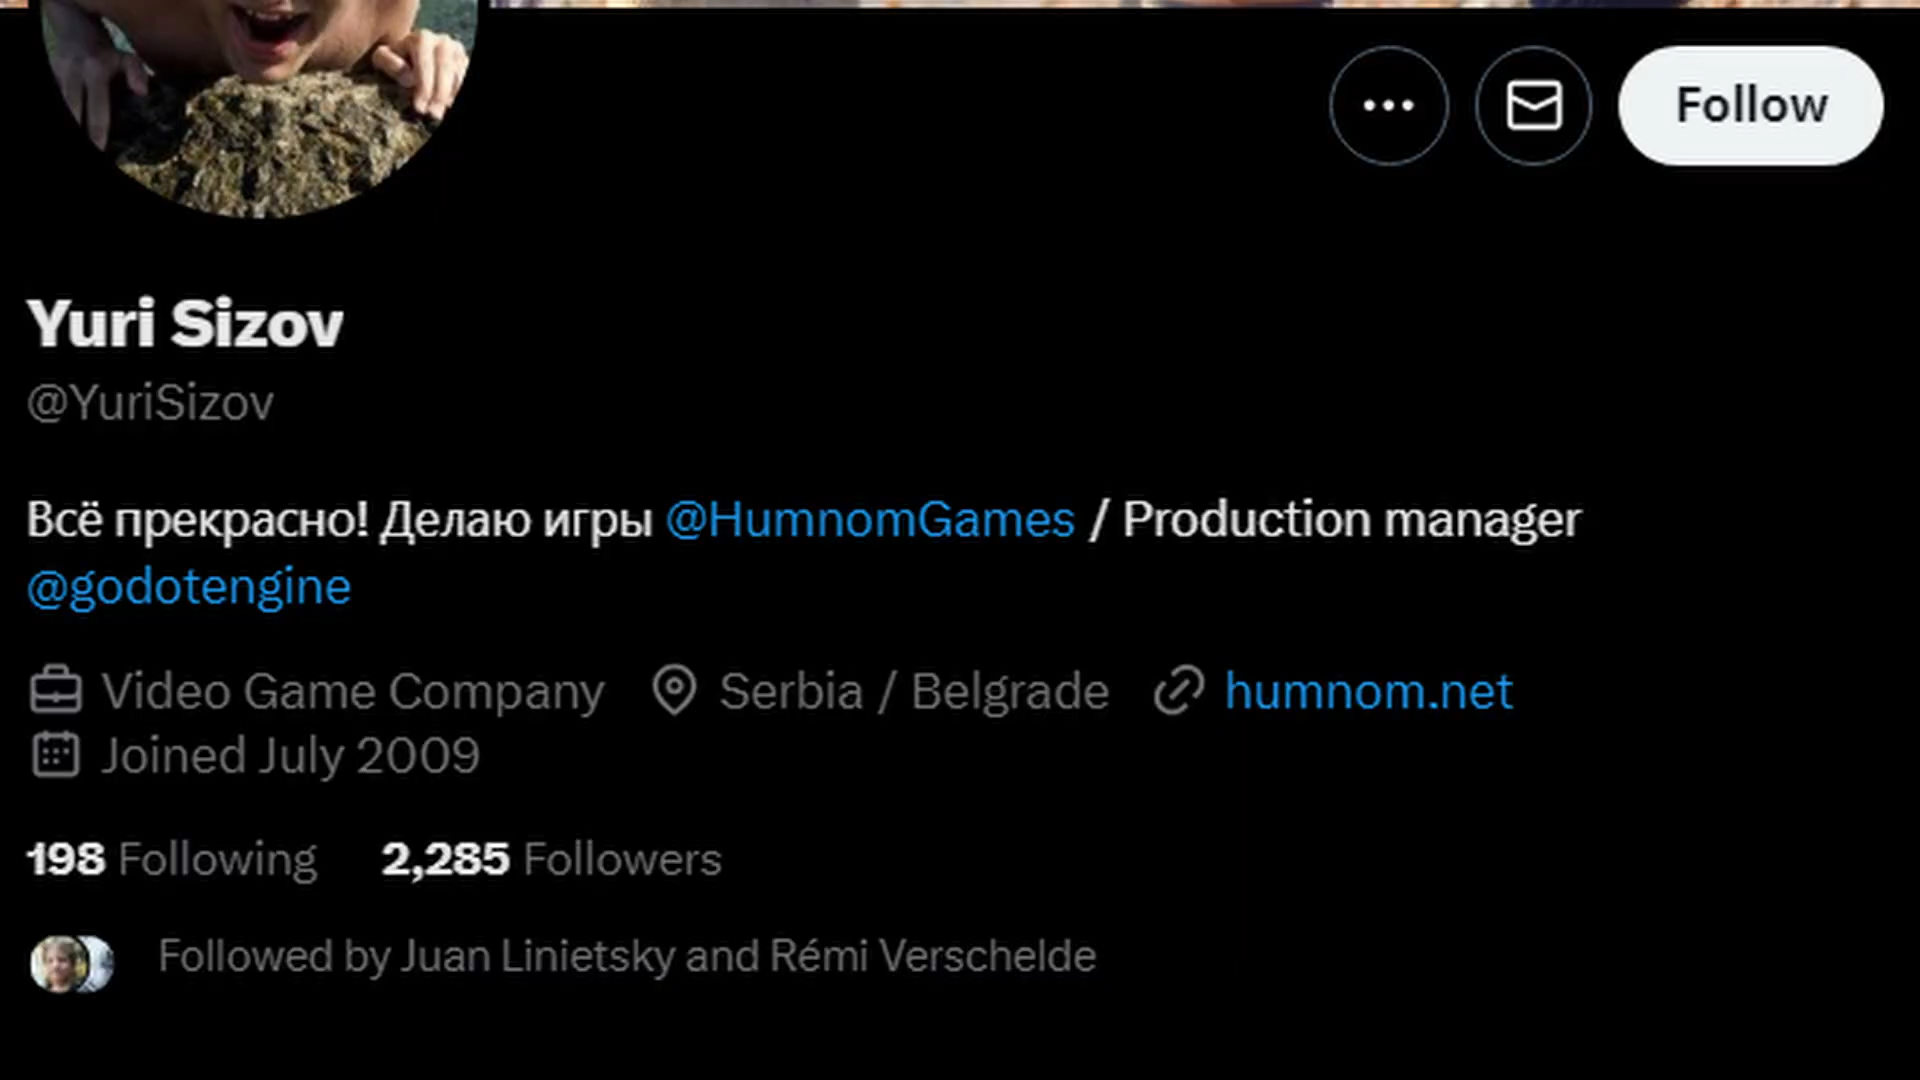 Follow
Yuri Sizov
@YuriSizov
Всё прекрасно! Делаю игры @HumnomGames / Production manager
@godotengine
Video Game Company Serbia / Belgrade humnom.net
Joined July 2009
198 Following 2,285 Followers
Followed by Juan Linietsky and Rémi Verschelde